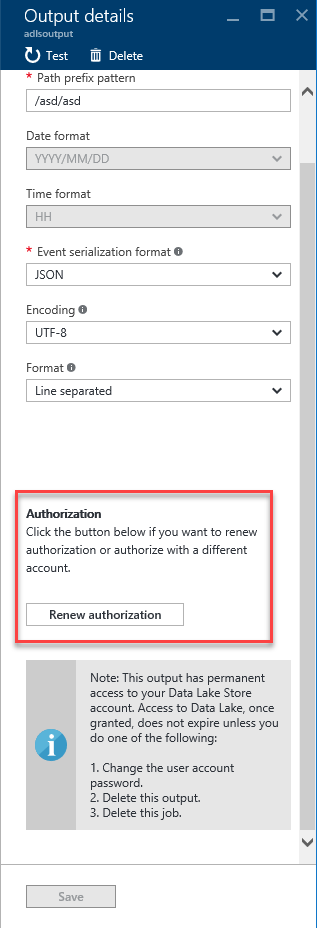 Output details
adlsoutput
Test
Delete
* Path prefix pattern
/asd/asd
Date format
YYYY/MM/DD
Time format
HH
* Event serialization format
JSON
Encoding
UTF-8
Format
Line separated
Authorization
Click the button below if you want to renew
authorization or authorize with a different
account.
Renew authorization
Note: This output has permanent
access to your Data Lake Store
account. Access to Data Lake, once
granted, does not expire unless you
do one of the following:
1. Change the user account
password.
2. Delete this output.
3. Delete this job.
Save